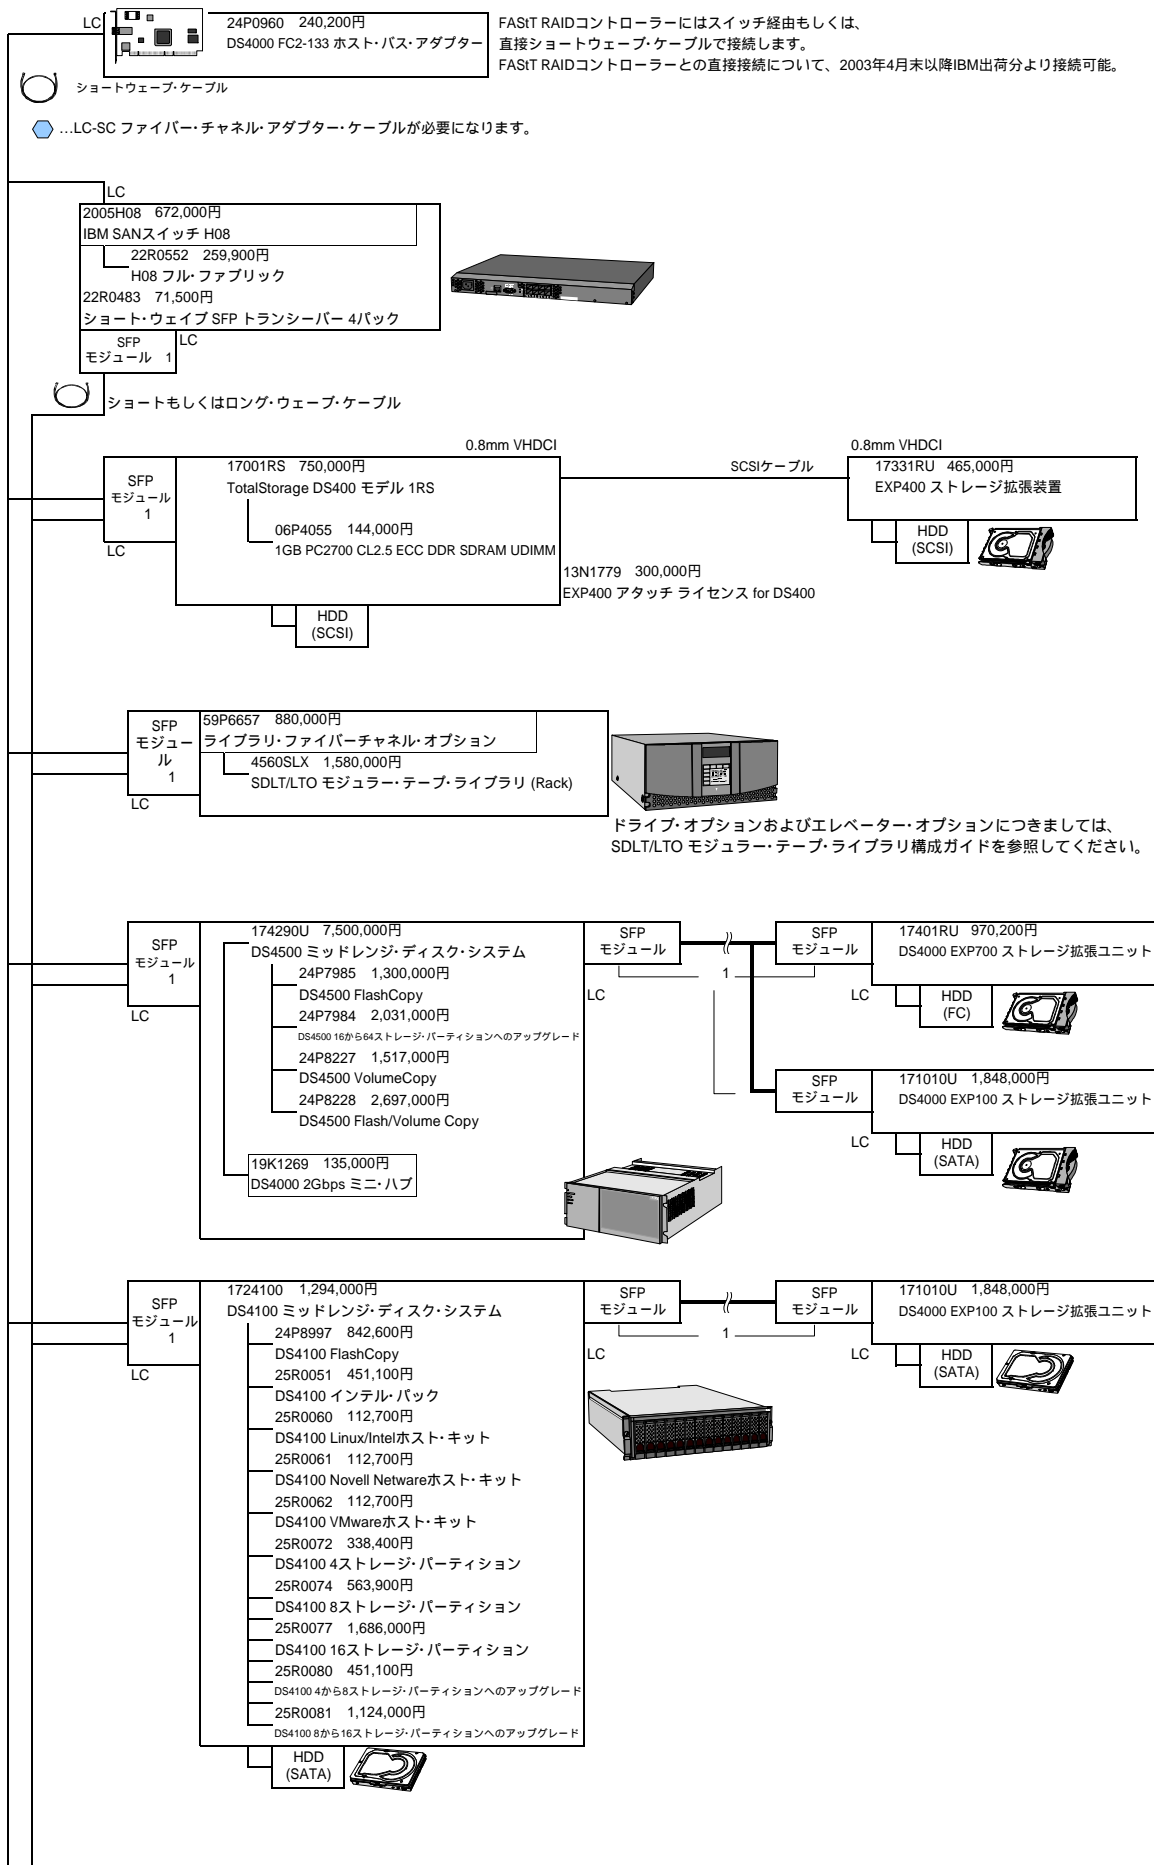 LC
24P0960 240,200円
DS4000 FC2-133 ホスト・バス・アダプター
FAStT RAIDコントローラーにはスイッチ経由もしくは、
直接ショートウェーブ・ケーブルで接続します。
FAStT RAIDコントローラーとの直接接続について、2003年4月末以降IBM出荷分より接続可能。
ショートウェーブ・ケーブル
…LC-SC ファイバー・チャネル・アダプター・ケーブルが必要になります。
LC
2005H08 672,000円
IBM SANスイッチ H08
22R0552 259,900円
H08 フル・ファブリック
22R0483 71,500円
ショート・ウェイブ SFP トランシーバー 4パック
SFP
モジュール 1
LC
ショートもしくはロング・ウェーブ・ケーブル
0.8mm VHDCI
SFP
モジュール
1
LC
17001RS 750,000円
TotalStorage DS400 モデル 1RS
06P4055 144,000円
1GB PC2700 CL2.5 ECC DDR SDRAM UDIMM
HDD
(SCSI)
SCSIケーブル
13N1779 300,000円
EXP400 アタッチ ライセンス for DS400
0.8mm VHDCI
17331RU 465,000円
EXP400 ストレージ拡張装置
HDD
(SCSI)
SFP
モジュー
ル
1
LC
59P6657 880,000円
ライブラリ・ファイバーチャネル・オプション
4560SLX 1,580,000円
SDLT/LTO モジュラー・テープ・ライブラリ (Rack)
ドライブ・オプションおよびエレベーター・オプションにつきましては、
SDLT/LTO モジュラー・テープ・ライブラリ構成ガイドを参照してください。
SFP
モジュール
1
LC
174290U 7,500,000円
DS4500 ミッドレンジ・ディスク・システム
24P7985 1,300,000円
DS4500 FlashCopy
24P7984 2,031,000円
DS4500 16から64ストレージ・パーティションへのアップグレード
24P8227 1,517,000円
DS4500 VolumeCopy
24P8228 2,697,000円
DS4500 Flash/Volume Copy
19K1269 135,000円
DS4000 2Gbps ミニ・ハブ
SFP
モジュール
LC
1
SFP
モジュール
LC
17401RU 970,200円
DS4000 EXP700 ストレージ拡張ユニット
HDD
(FC)
SFP
モジュール
LC
171010U 1,848,000円
DS4000 EXP100 ストレージ拡張ユニット
HDD
(SATA)
SFP
モジュール
1
LC
1724100 1,294,000円
DS4100 ミッドレンジ・ディスク・システム
24P8997 842,600円
DS4100 FlashCopy
25R0051 451,100円
DS4100 インテル・パック
25R0060 112,700円
DS4100 Linux/Intelホスト・キット
25R0061 112,700円
DS4100 Novell Netwareホスト・キット
25R0062 112,700円
DS4100 VMwareホスト・キット
25R0072 338,400円
DS4100 4ストレージ・パーティション
25R0074 563,900円
DS4100 8ストレージ・パーティション
25R0077 1,686,000円
DS4100 16ストレージ・パーティション
25R0080 451,100円
DS4100 4から8ストレージ・パーティションへのアップグレード
25R0081 1,124,000円
DS4100 8から16ストレージ・パーティションへのアップグレード
HDD
(SATA)
SFP
モジュール
LC
1
SFP
モジュール
LC
171010U 1,848,000円
DS4000 EXP100 ストレージ拡張ユニット
HDD
(SATA)